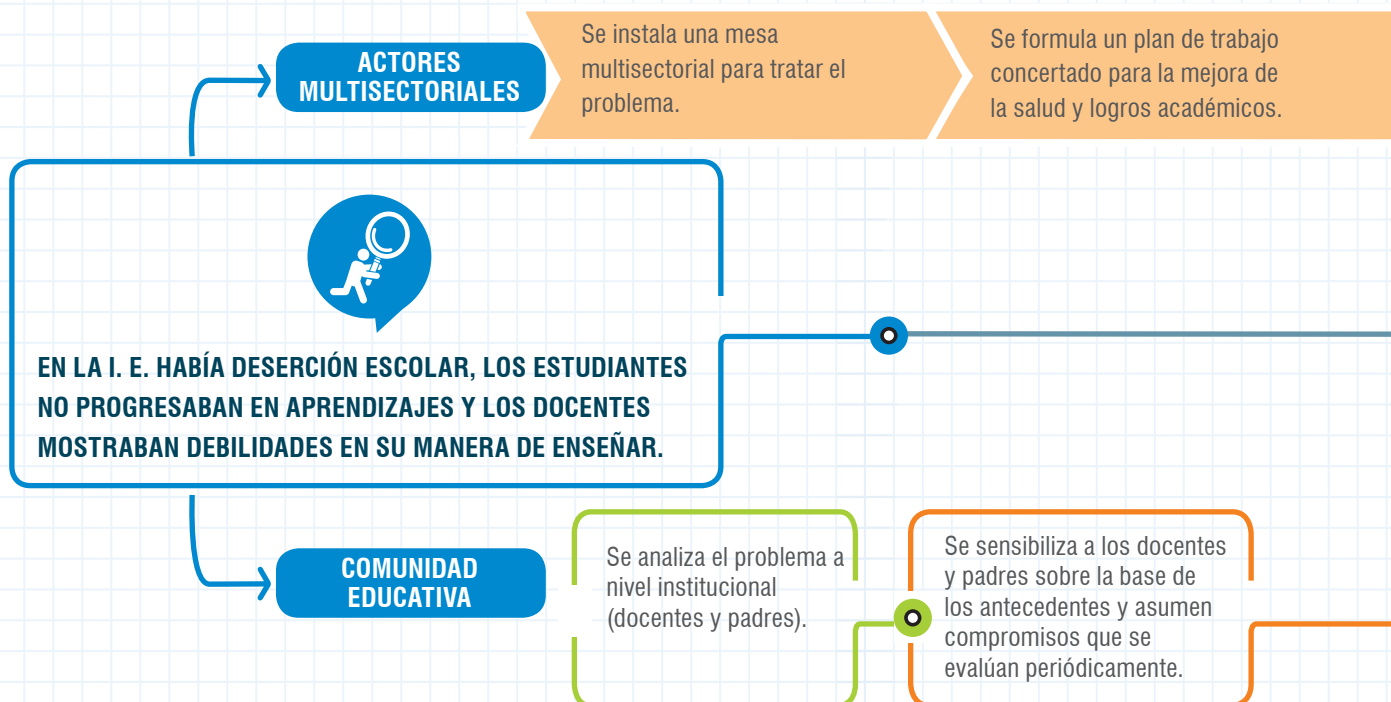 ACTORES
MULTISECTORIALES
Se instala una mesa
multisectorial para tratar el
problema.
Se formula un plan de trabajo
concertado para la mejora de
la salud y logros académicos.
EN LA I. E. HABÍA DESERCIÓN ESCOLAR, LOS ESTUDIANTES
NO PROGRESABAN EN APRENDIZAJES Y LOS DOCENTES
MOSTRABAN DEBILIDADES EN SU MANERA DE ENSEÑAR.
COMUNIDAD
EDUCATIVA
Se analiza el problema a
nivel institucional
(docentes y padres).
Se sensibiliza a los docentes
y padres sobre la base de
los antecedentes y asumen
compromisos que se
evalúan periódicamente.